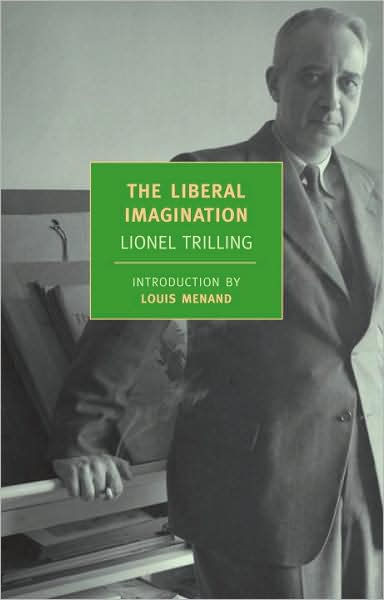 THE LIBERAL
IMAGINATION
LIONEL TRILLING
INTRODUCTION BY
LOUIS MENAND